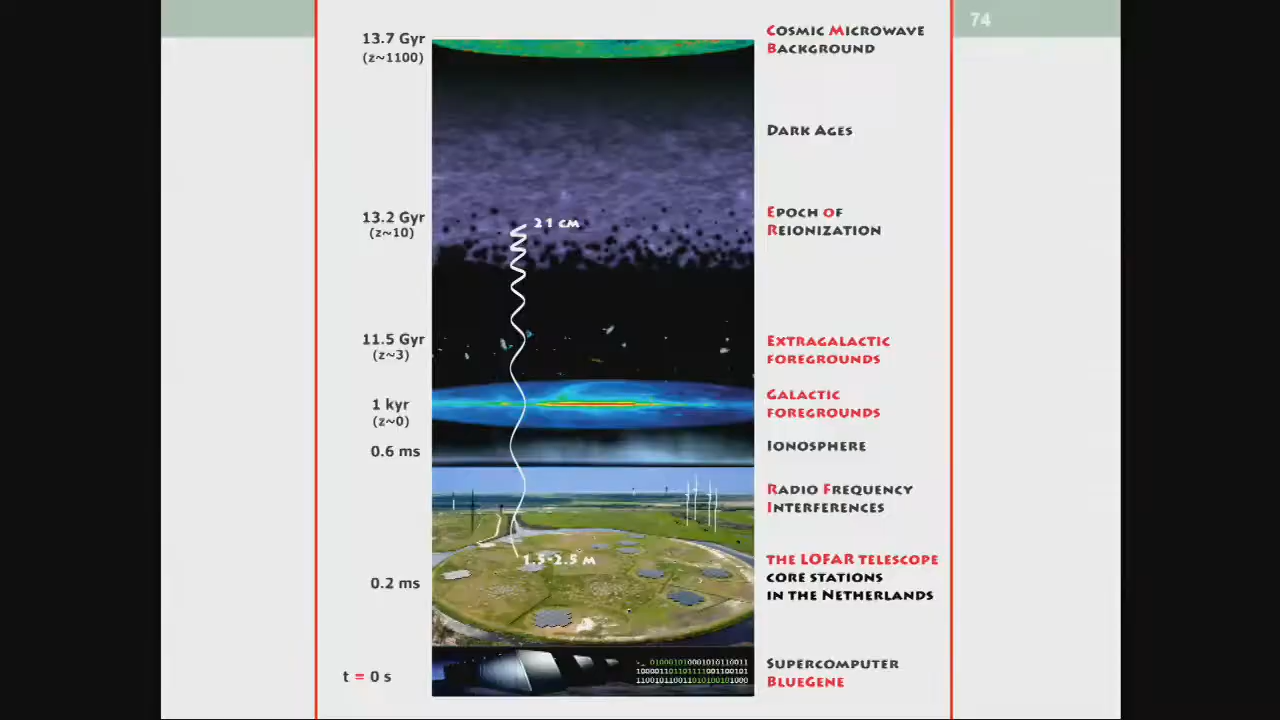 74
13.7 Gyr
(z~1100)
COSMIC MICROWAVE
BACKGROUND
DARK AGES
13.2 Gyr
(z~10)
21 CM
EPOCH OF
REIONIZATION
11.5 Gyr
(z~3)
EXTRAGALACTIC
FOREGROUNDS
1 kyr
(z~0)
GALACTIC
FOREGROUNDS
0.6 ms
IONOSPHERE
RADIO FREQUENCY
INTERFERENCES
1.5-2.5 M
0.2 ms
THE LOFAR TELESCOPE
CORE STATIONS
IN THE NETHERLANDS
t = 0 s
SUPERCOMPUTER
BLUEGENE